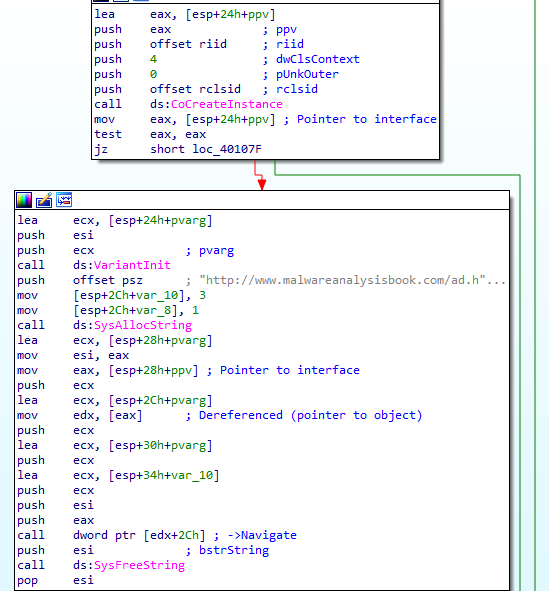 lea eax, [esp+24h+ppv]
push eax ; ppv
push offset riid ; riid
push 4 ; dwClsContext
push 0 ; pUnkOuter
push offset rclsid ; rclsid
call ds:CoCreateInstance
mov eax, [esp+24h+ppv] ; Pointer to interface
test eax, eax
jz short loc_40107F
lea ecx, [esp+24h+pvarg]
push esi
push ecx ; pvarg
call ds:VariantInit
push offset psz ; "http://www.malwareanalysisbook.com/ad.h"...
mov [esp+2Ch+var_10], 3
mov [esp+2Ch+var_8], 1
call ds:SysAllocString
lea ecx, [esp+28h+pvarg]
mov esi, eax
mov eax, [esp+28h+ppv] ; Pointer to interface
push ecx
lea ecx, [esp+2Ch+pvarg]
mov edx, [eax] ; Dereferenced (pointer to object)
push ecx
lea ecx, [esp+30h+pvarg]
push ecx
lea ecx, [esp+34h+var_10]
push ecx
push esi
push eax
call dword ptr [edx+2Ch] ; ->Navigate
push esi ; bstrString
call ds:SysFreeString
pop esi